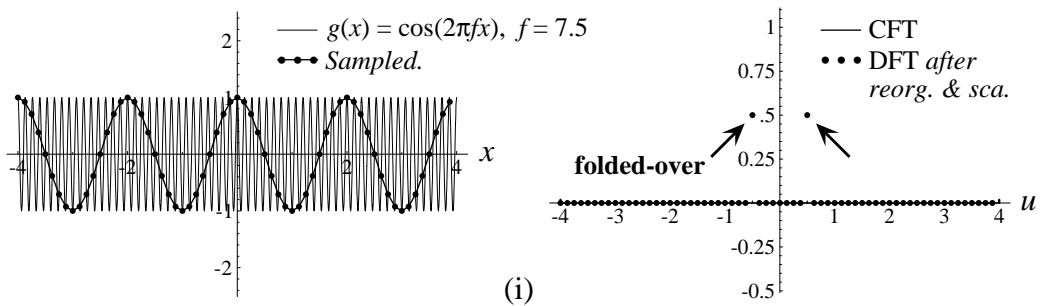 g(x) = cos(2πfx), f = 7.5
Sampled.
2
1
-1
-2
-4
-2
2
4
x
CFT
DFT after
reorg. & sca.
1
0.75
.5
0.25
-0.25
-0.5
folded-over
-4
-3
-2
-1
1
2
3
4
u
(i)